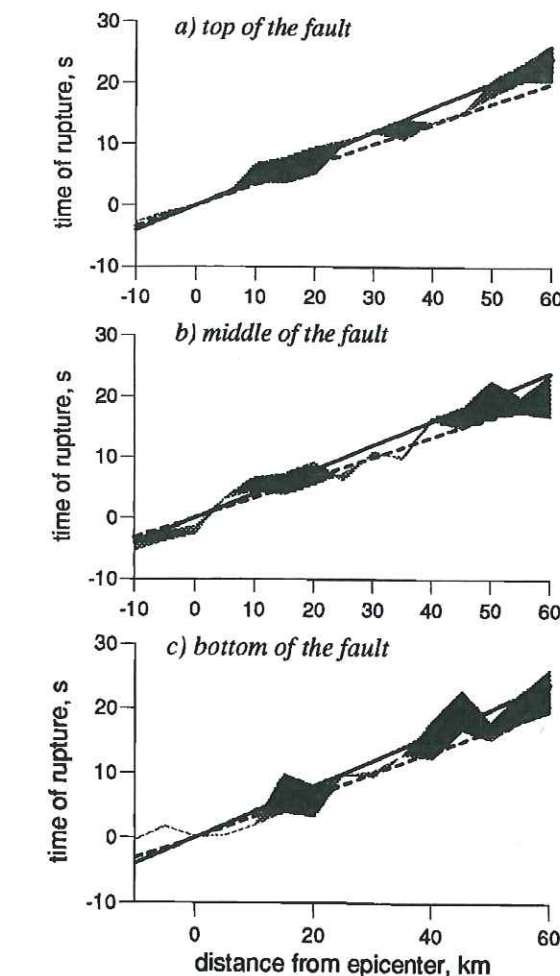 a) top of the fault
30
20
10
0
-10
time of rupture, s
-10 0 10 20 30 40 50 60
b) middle of the fault
30
20
10
0
-10
time of rupture, s
-10 0 10 20 30 40 50 60
c) bottom of the fault
30
20
10
0
-10
time of rupture, s
0 20 40 60
distance from epicenter, km